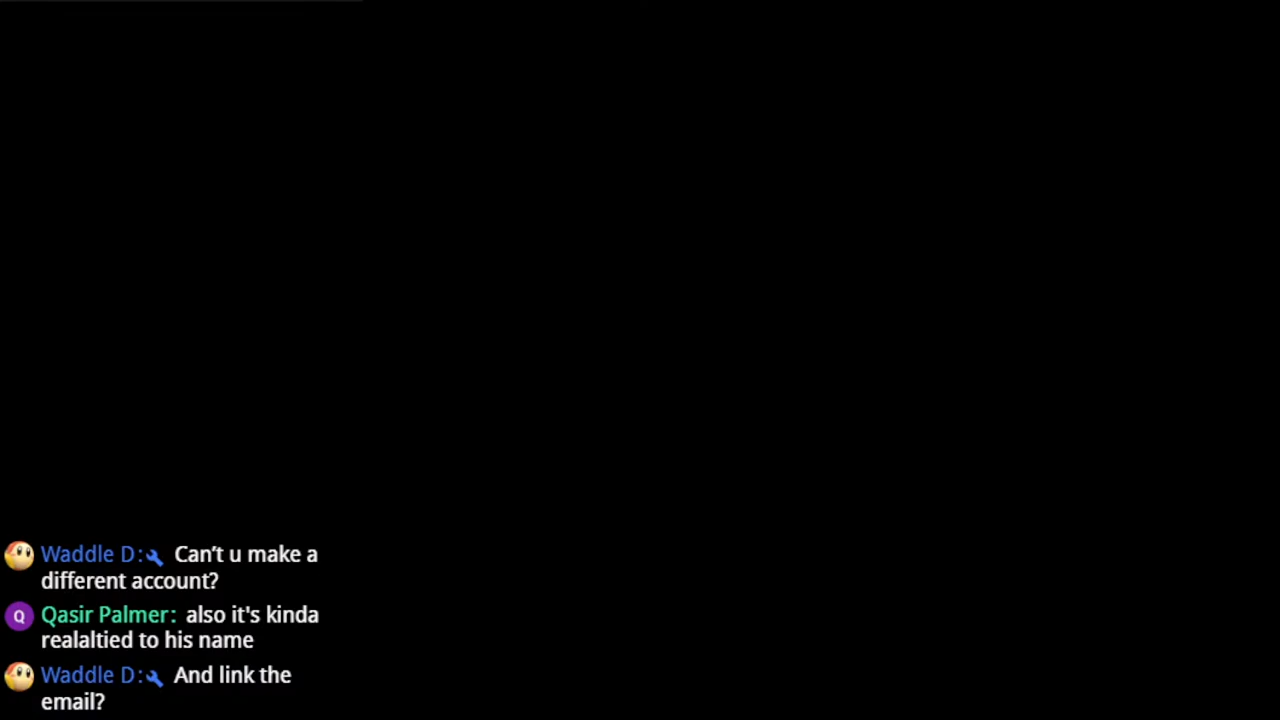 Waddle D: Can't u make a
different account?
Q Qasir Palmer: also it's kinda
realaltied to his name
Waddle D: And link the
email?